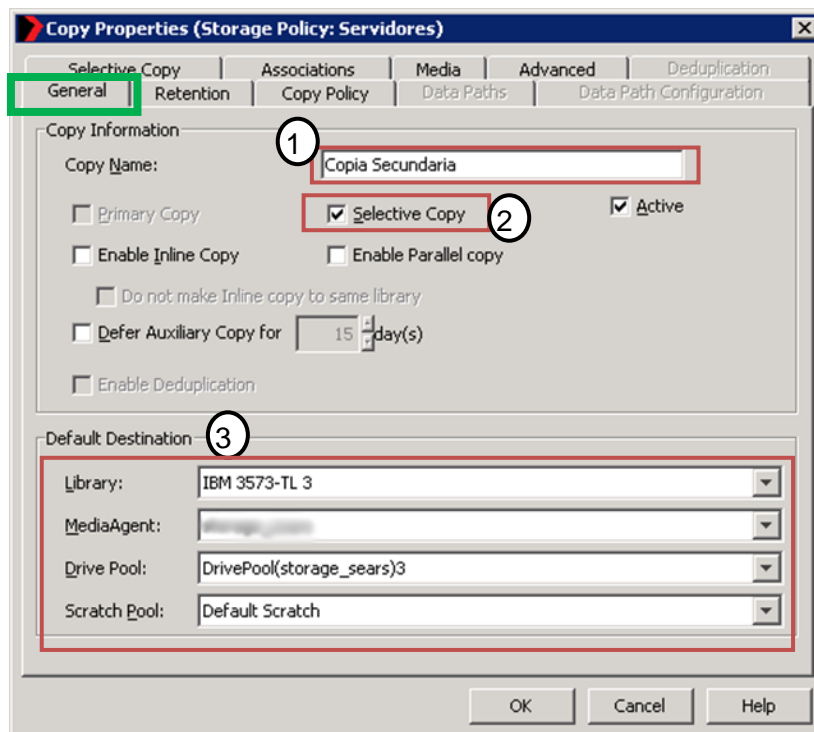 Copy Properties (Storage Policy: Servidores)
Selective Copy Associations Media Advanced Deduplication
General Retention Copy Policy Data Paths Data Path Configuration
Copy Information
1
Copy Name: Copia Secundaria
Primary Copy Selective Copy 2 Active
Enable Inline Copy Enable Parallel copy
Do not make Inline copy to same library
Defer Auxiliary Copy for 15 day(s)
Enable Deduplication
Default Destination 3
Library: IBM 3573-TL 3
MediaAgent:
Drive Pool: DrivePool(storage_sears)3
Scratch Pool: Default Scratch
OK Cancel Help